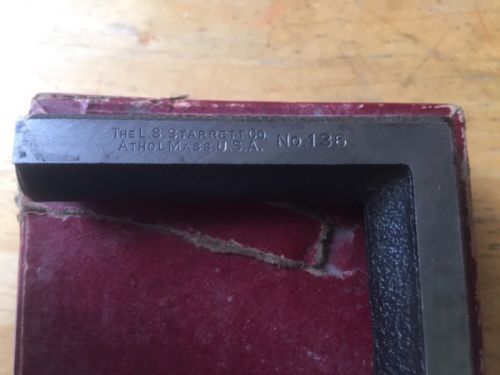 THE L.S. STARRETT CO. No. 136
ATHOL MASS. U.S.A.